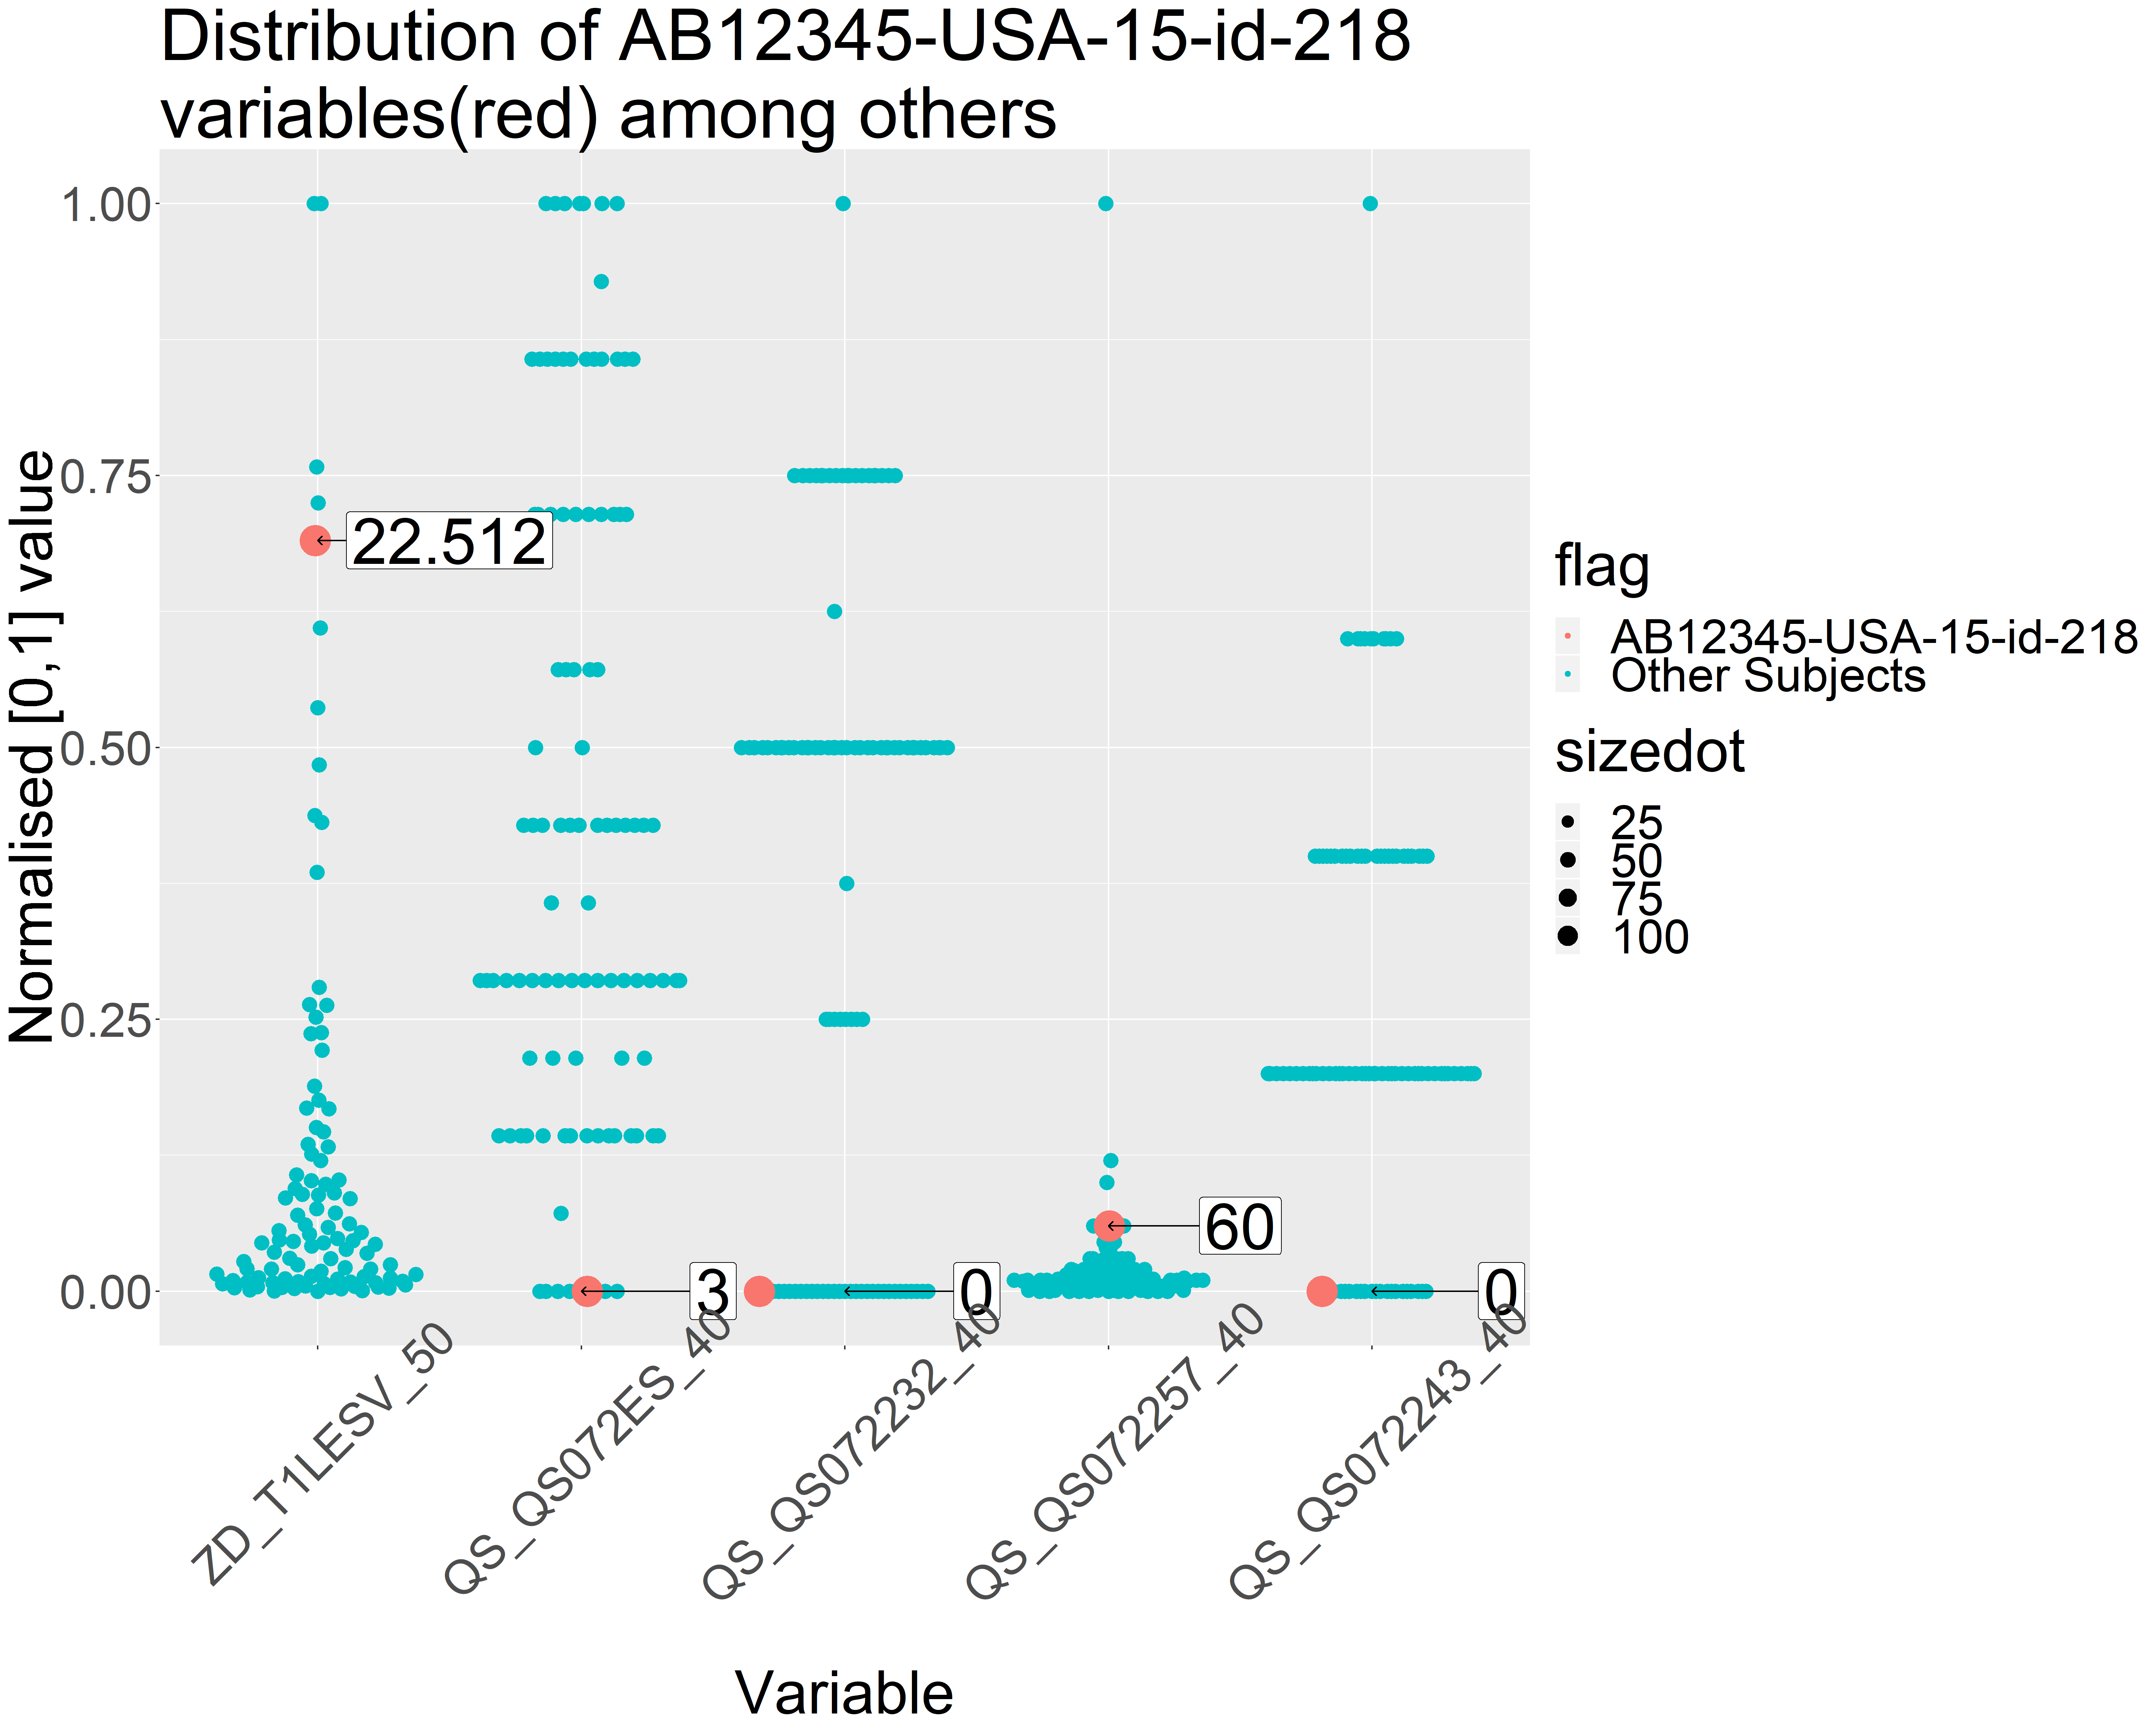 Distribution of AB12345-USA-15-id-218
variables(red) among others
Normalised [0,1] value
1.00
0.75
0.50
0.25
0.00
22.512
3
0
60
0
ZD_T1LESV_50
QS_QS072ES_40
QS_QS072232_40
QS_QS072257_40
QS_QS072243_40
Variable
flag
AB12345-USA-15-id-218
Other Subjects
sizedot
25
50
75
100